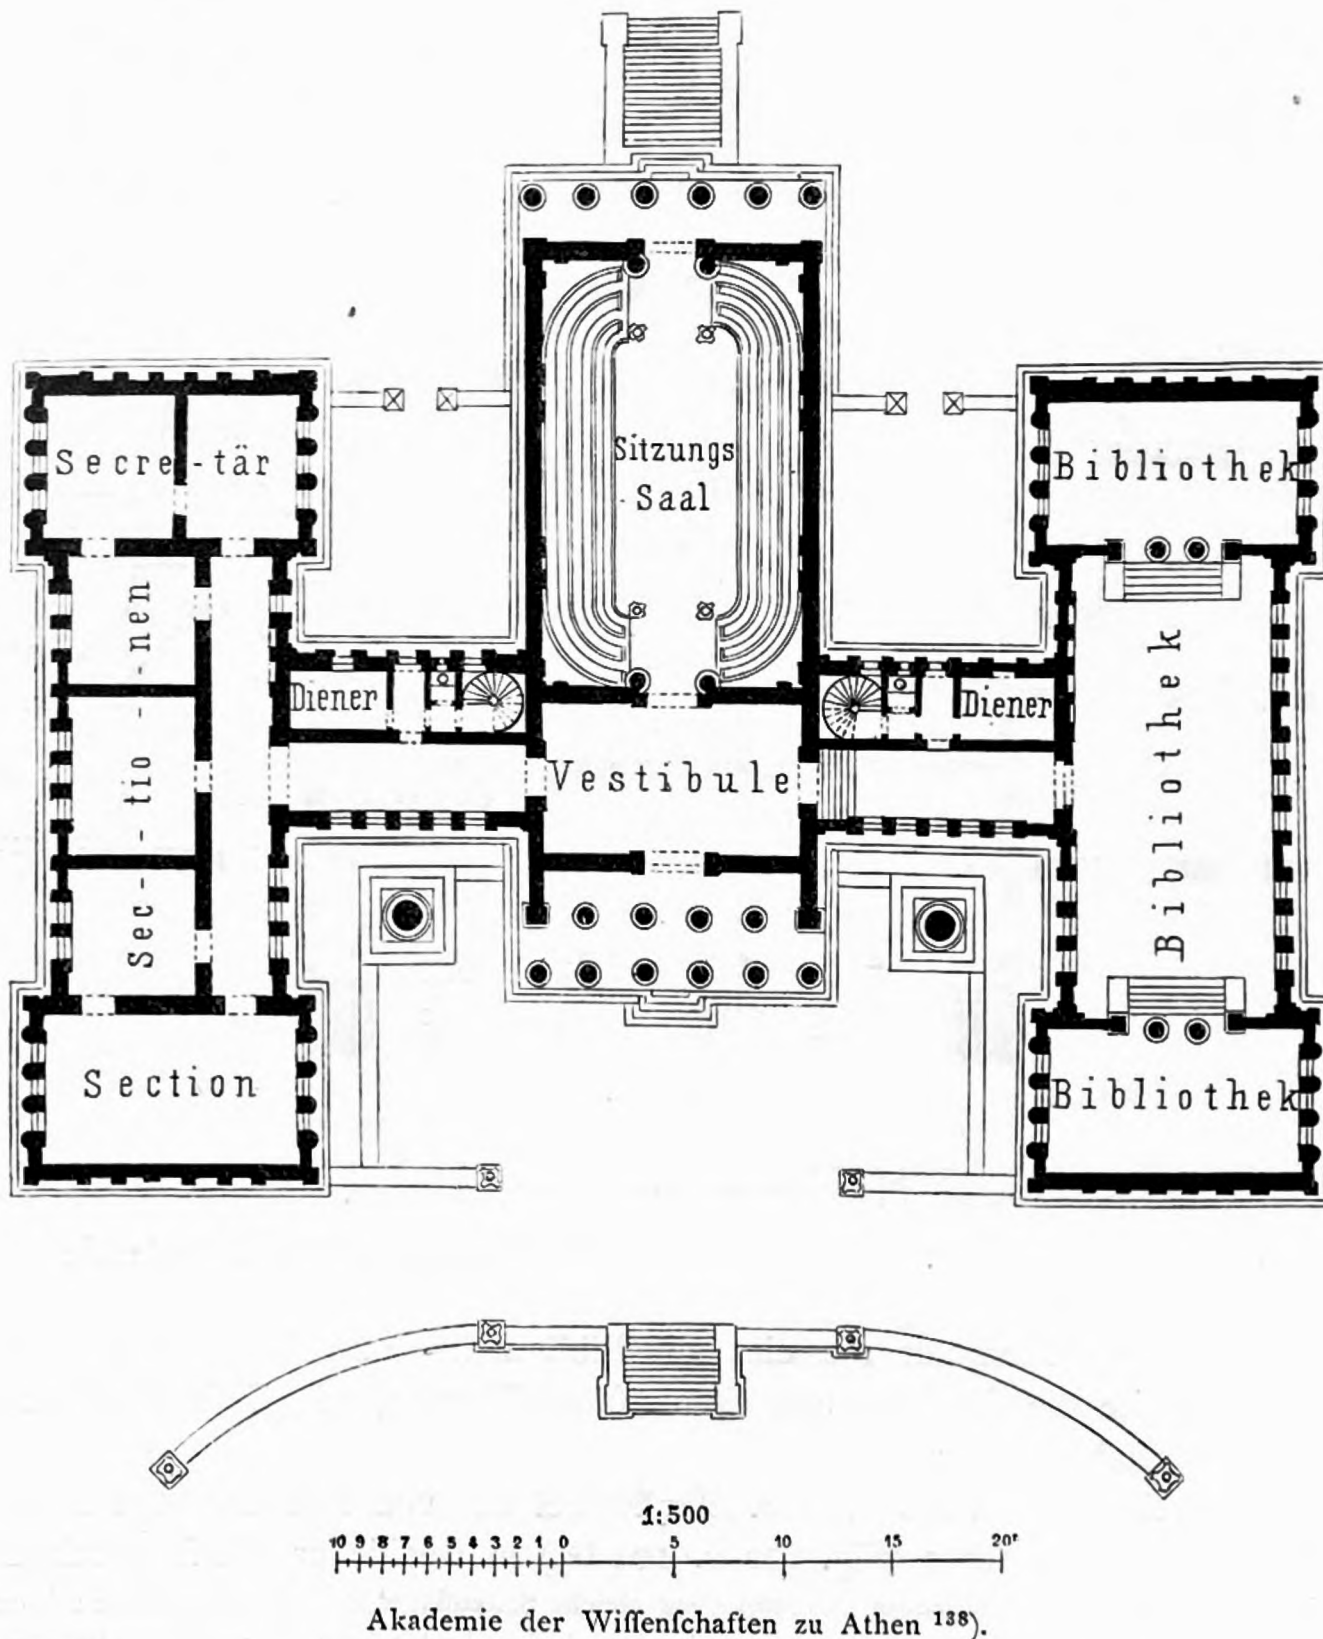 Sitzungs
Saal
Secre-tär
Bibliothek
Sec - tio - nen
Diener
Diener
Vestibule
Bibliothek
Section
Bibliothek
1:500
10 9 8 7 6 5 4 3 2 1 0 5 10 15 20m
Akademie der Wiſſenſchaften zu Athen 138).